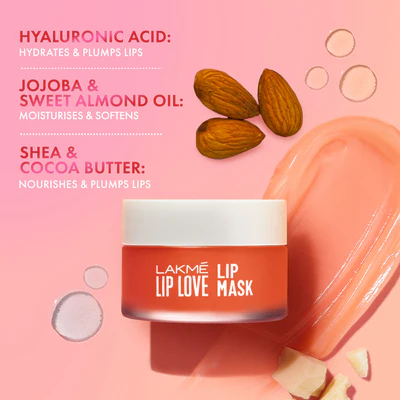 HYALURONIC ACID:
HYDRATES & PLUMPS LIPS
JOJOBA &
SWEET ALMOND OIL:
MOISTURISES & SOFTENS
SHEA &
COCOA BUTTER:
NOURISHES & PLUMPS LIPS
LAKMÉ
LIP LOVE
LIP
MASK